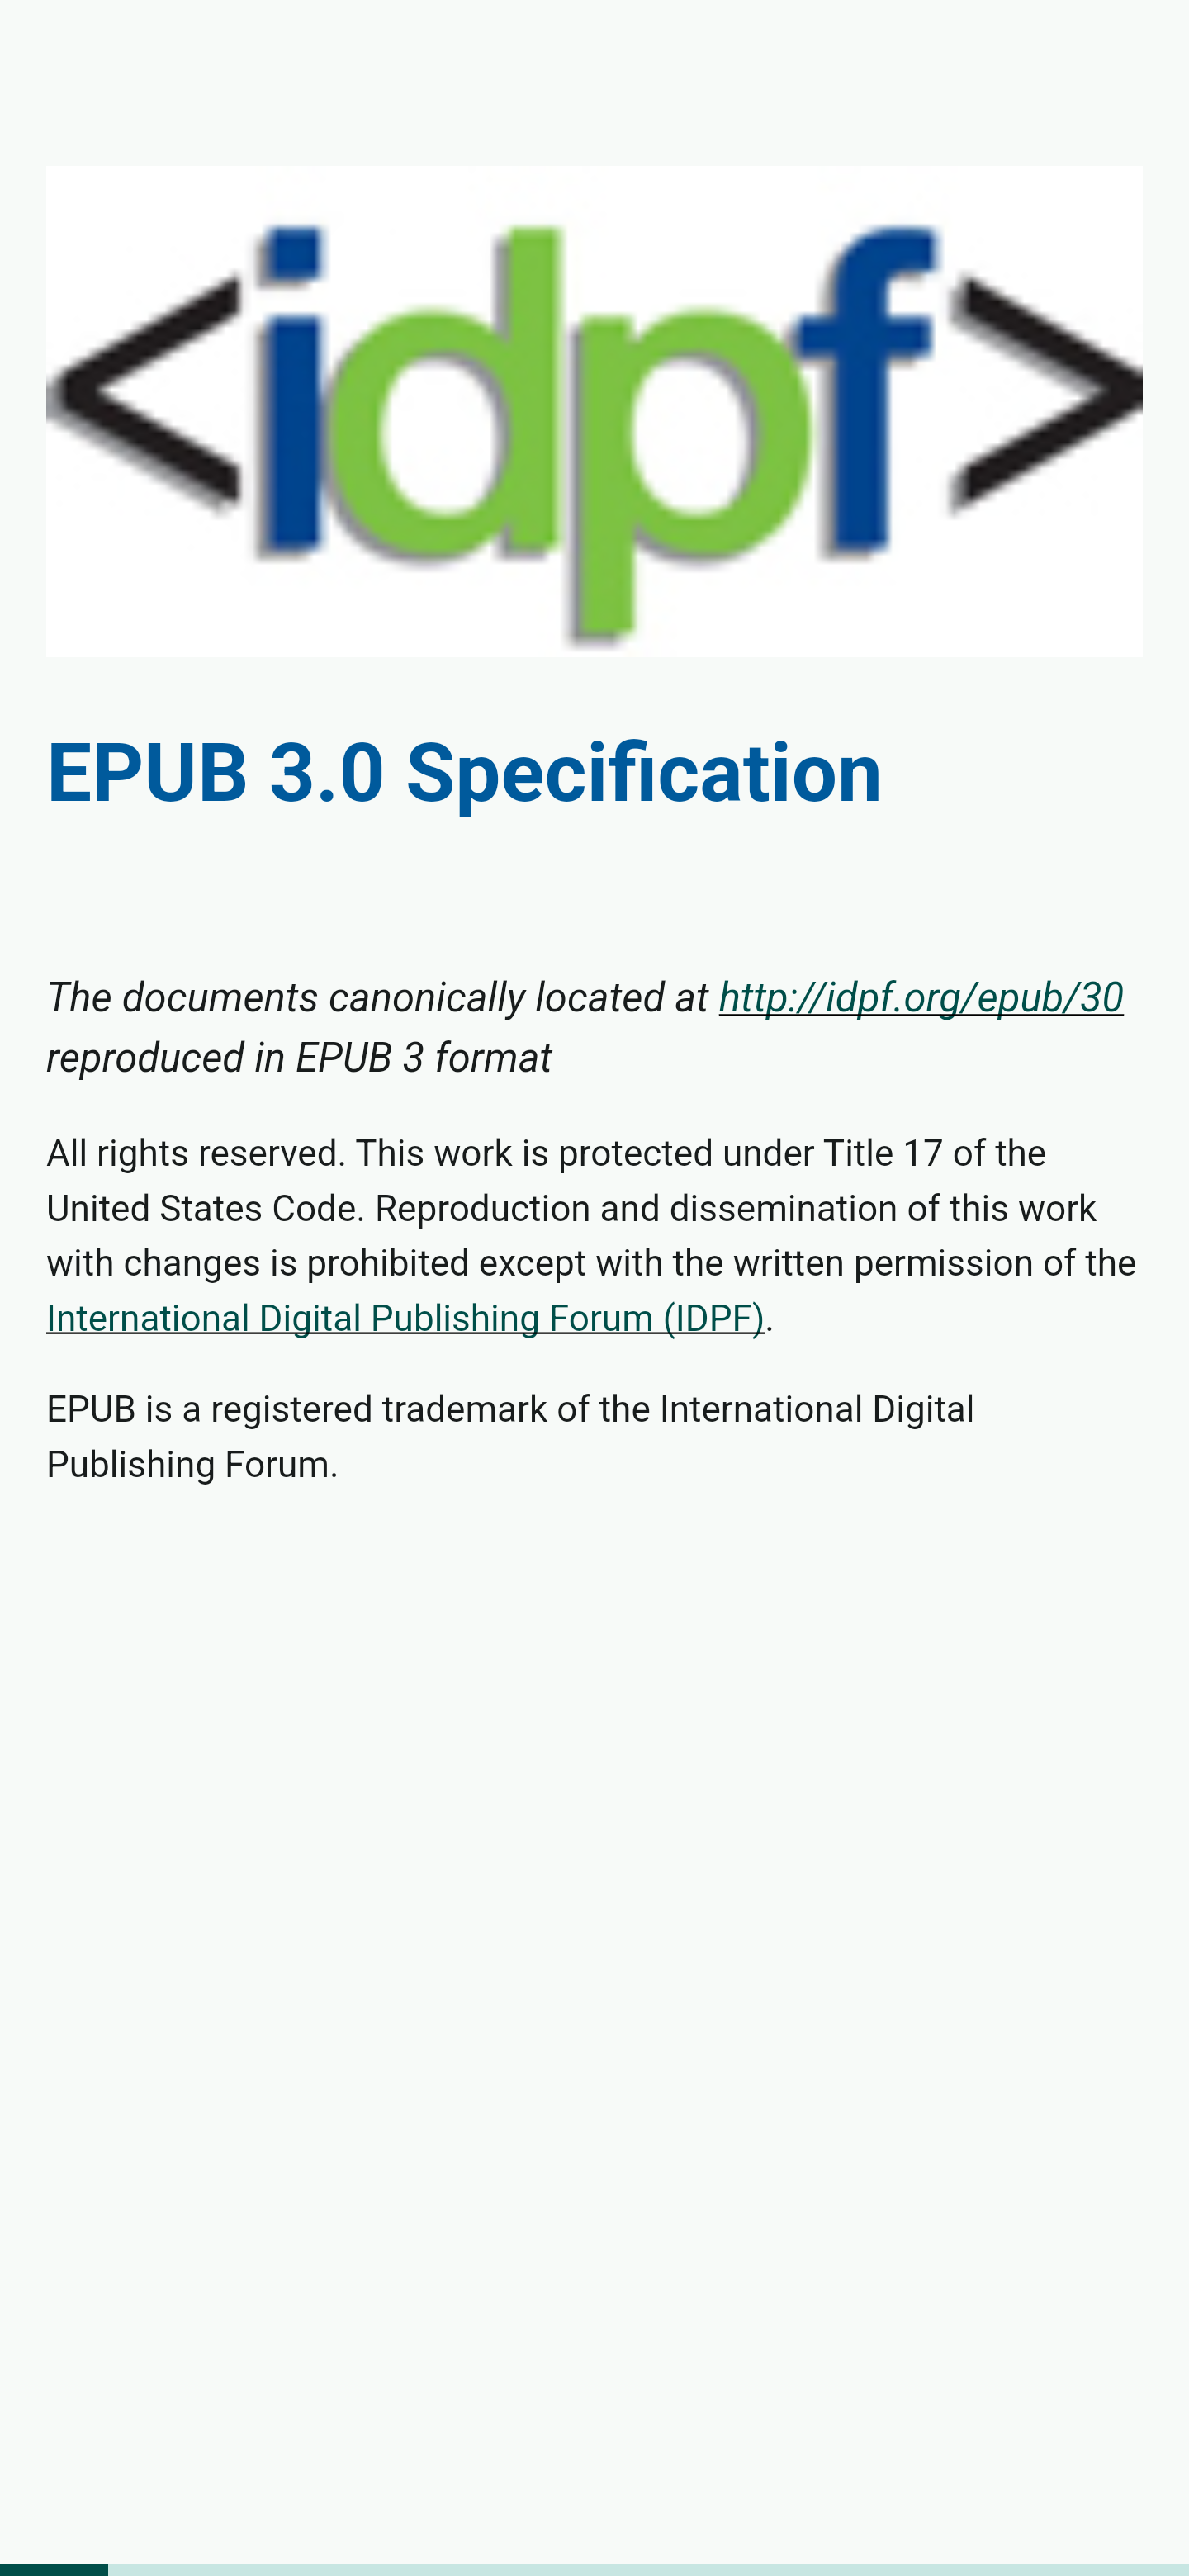 <idpf>
EPUB 3.0 Specification
The documents canonically located at http://idpf.org/epub/30
reproduced in EPUB 3 format
All rights reserved. This work is protected under Title 17 of the
United States Code. Reproduction and dissemination of this work
with changes is prohibited except with the written permission of the
International Digital Publishing Forum (IDPF).
EPUB is a registered trademark of the International Digital
Publishing Forum.